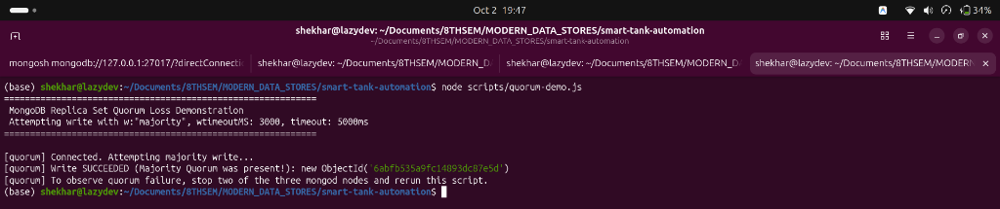 Oct 2 19:47
A
34%
shekhar@lazydev: ~/Documents/8THSEM/MODERN_DATA_STORES/smart-tank-automation
~/Documents/8THSEM/MODERN_DATA_STORES/smart-tank-automation
mongosh mongodb://127.0.0.1:27017/?directConnecti
shekhar@lazydev: ~/Documents/8THSEM/MODERN_D
shekhar@lazydev: ~/Documents/8THSEM/MODERN_D
shekhar@lazydev: ~/Documents/8THSEM/MODERN
(base) shekhar@lazydev:~/Documents/8THSEM/MODERN_DATA_STORES/smart-tank-automation$ node scripts/quorum-demo.js
============================================================
MongoDB Replica Set Quorum Loss Demonstration
Attempting write with w:"majority", wtimeoutMS: 3000, timeout: 5000ms
============================================================
[quorum] Connected. Attempting majority write...
[quorum] Write SUCCEEDED (Majority Quorum was present!): new ObjectId('6abfb535a9fc14893dc87e5d')
[quorum] To observe quorum failure, stop two of the three mongod nodes and rerun this script.
(base) shekhar@lazydev:~/Documents/8THSEM/MODERN_DATA_STORES/smart-tank-automation$